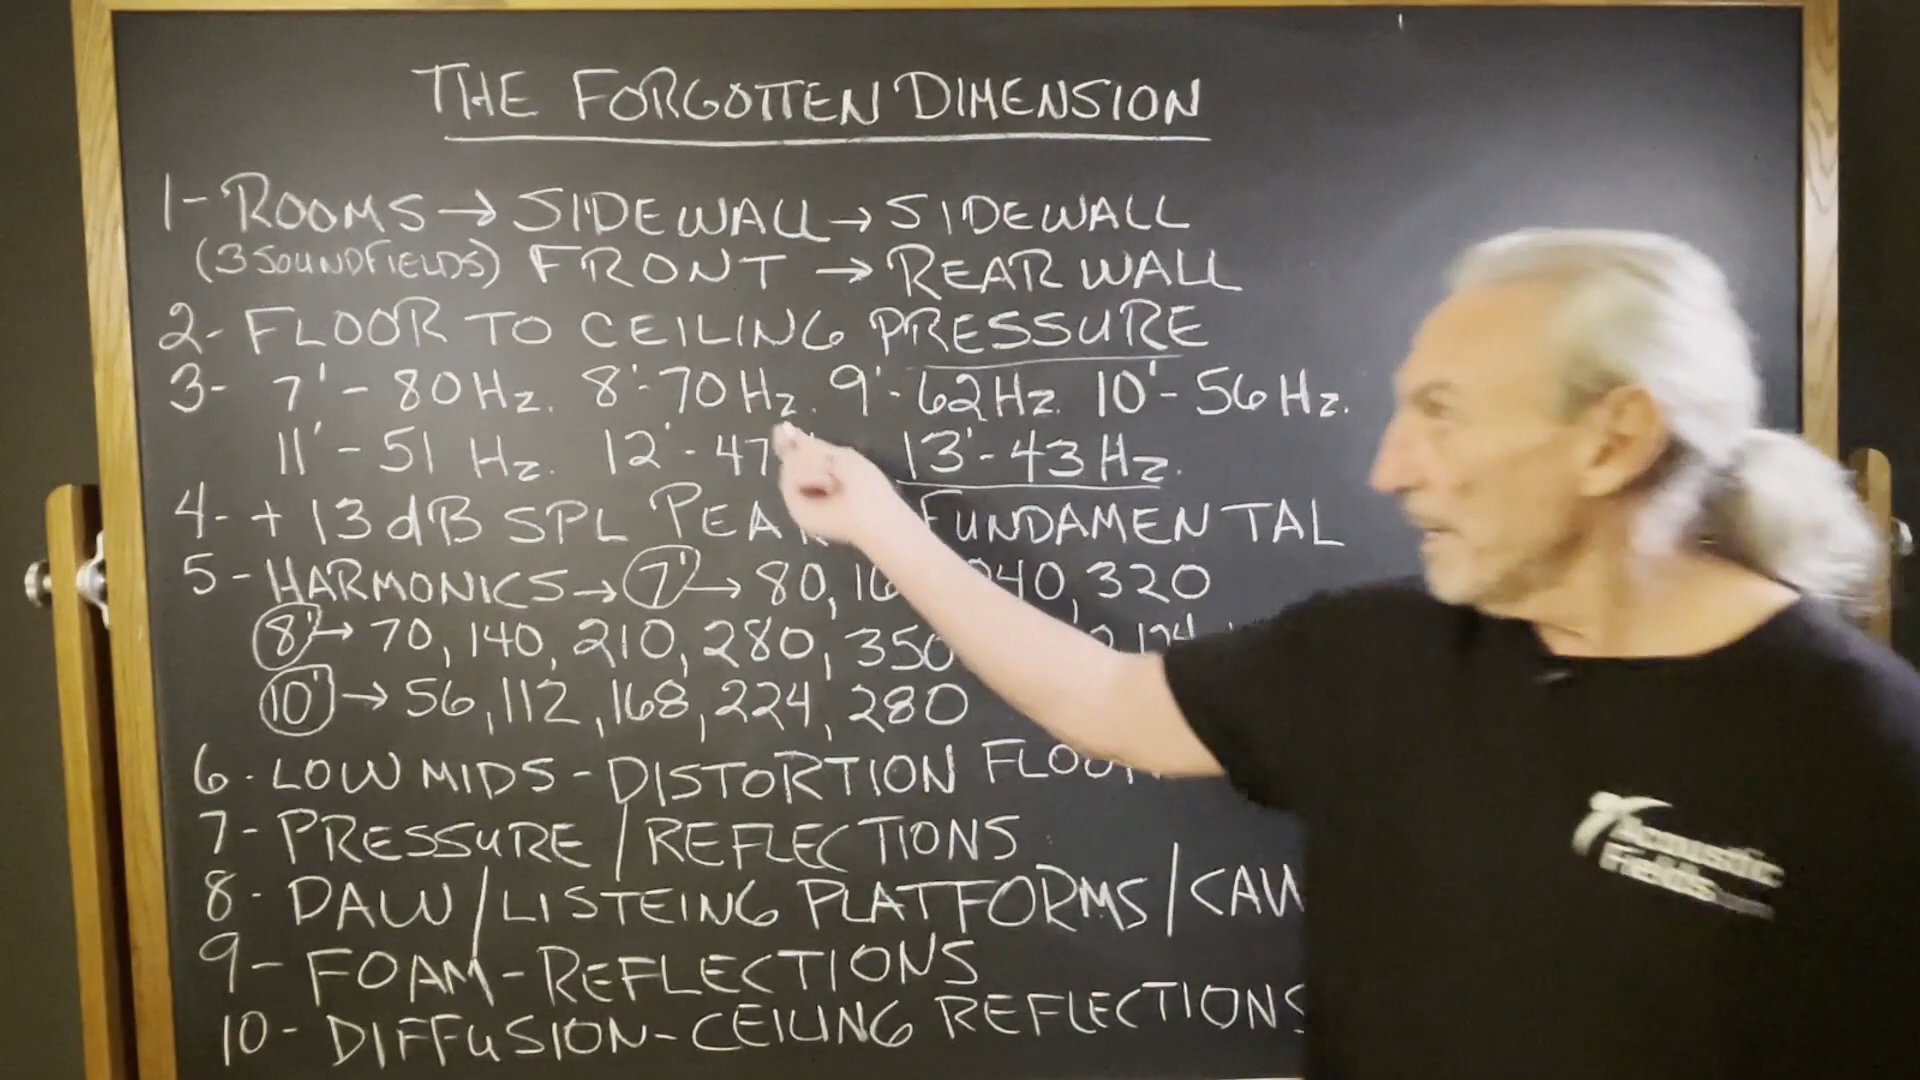 THE FORGOTTEN DIMENSION
1- ROOMS → SIDEWALL → SIDEWALL
(3 SOUNDFIELDS) FRONT → REAR WALL
2- FLOOR TO CEILING PRESSURE
3- 7' - 80 Hz. 8'-70 Hz. 9'-62 Hz. 10'-56 Hz.
11' - 51 Hz. 12'-47 13'-43 Hz.
4- +13 dB SPL FUNDAMENTAL
5- HARMONICS → 7' → 80, 320
8' → 70, 140, 210, 280, 350
10' → 56, 112, 168, 224, 280
6- LOW MIDS - DISTORTION
7- PRESSURE / REFLECTIONS
8- DAW / LISTEING PLATFORMS /
9- FOAM - REFLECTIONS
10- DIFFUSION - CEILING REFLECTIONS
Acoustic
Fields